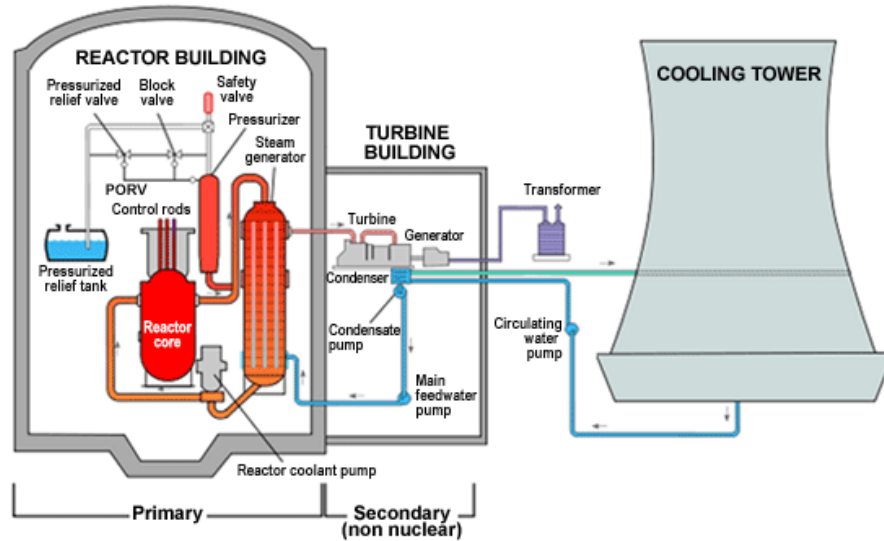 REACTOR BUILDING
Pressurized
relief valve
Block
valve
Safety
valve
Pressurizer
Steam
generator
PORV
Control rods
Pressurized
relief tank
Reactor
core
Reactor coolant pump
TURBINE
BUILDING
Turbine
Generator
Condenser
Condensate
pump
Main
feedwater
pump
Transformer
Circulating
water
pump
COOLING TOWER
Primary
Secondary
(non nuclear)